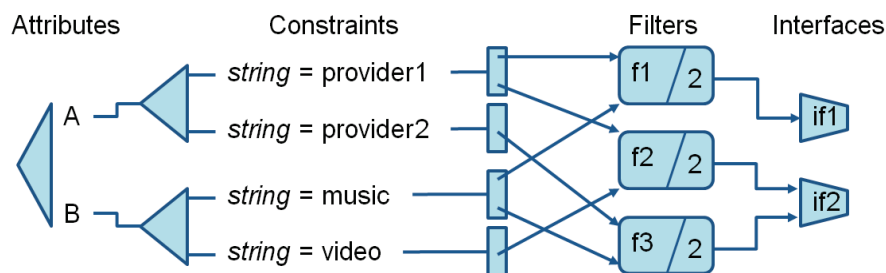 Attributes Constraints Filters Interfaces
string = provider1
f1 / 2
A
if1
string = provider2
f2 / 2
string = music
if2
B
f3 / 2
string = video